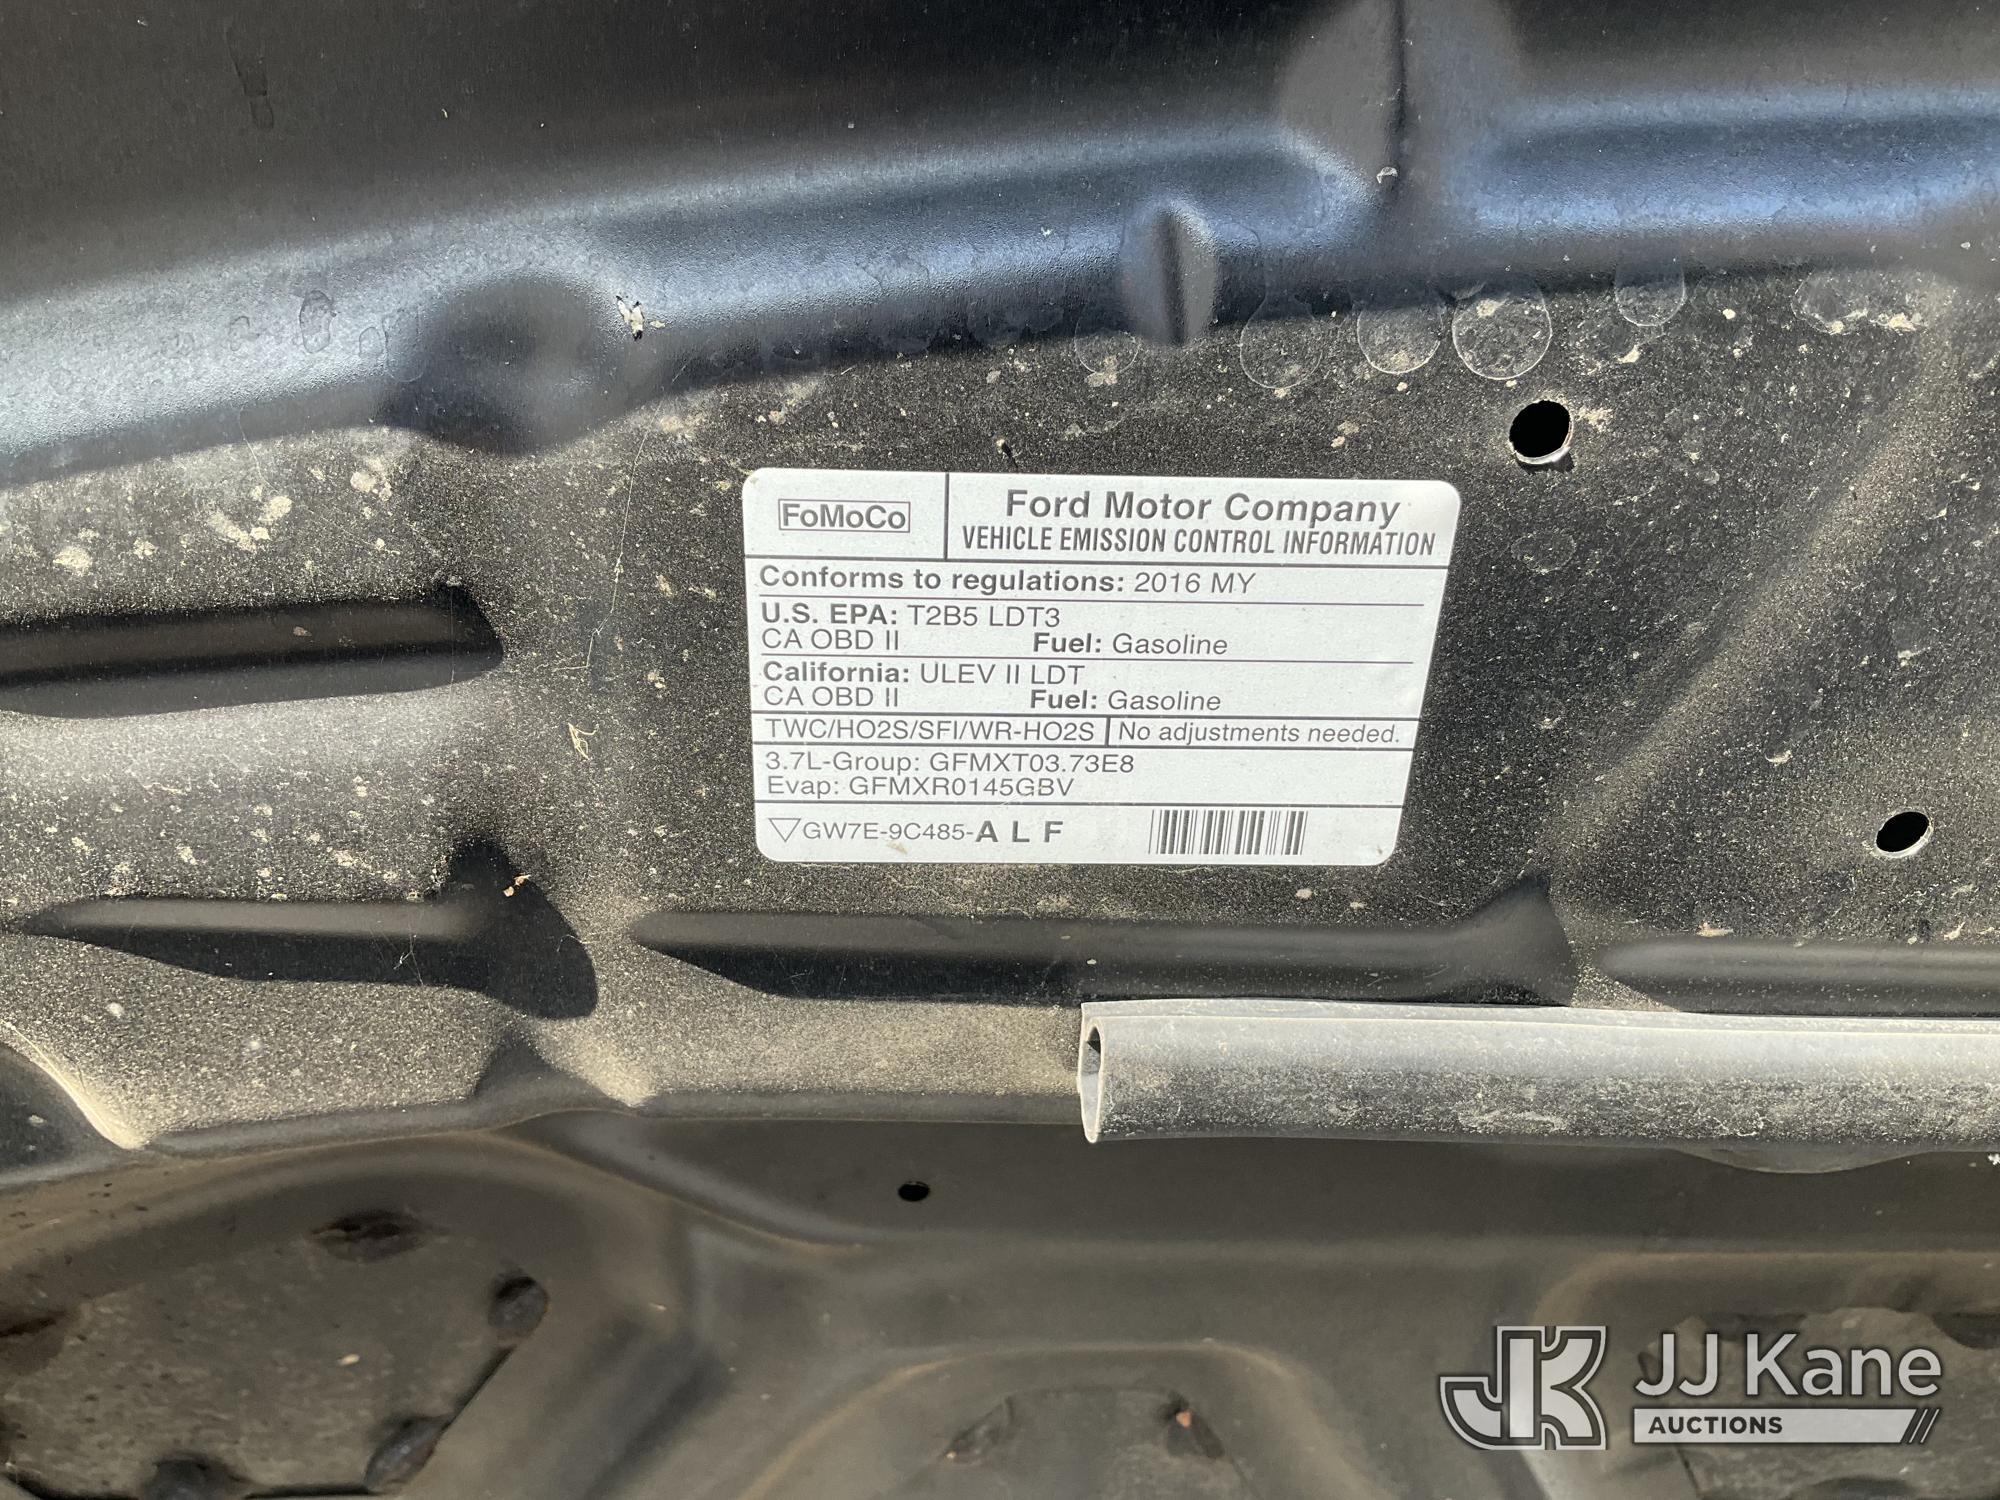 FoMoCo
Ford Motor Company
VEHICLE EMISSION CONTROL INFORMATION
Conforms to regulations: 2016 MY
U.S. EPA: T2B5 LDT3
CA OBD II Fuel: Gasoline
California: ULEV II LDT
CA OBD II Fuel: Gasoline
TWC/HO2S/SFI/WR-HO2S No adjustments needed.
3.7L-Group: GFMXT03.73E8
Evap: GFMXR0145GBV
GW7E-9C485-A L F
JK JJ Kane
AUCTIONS